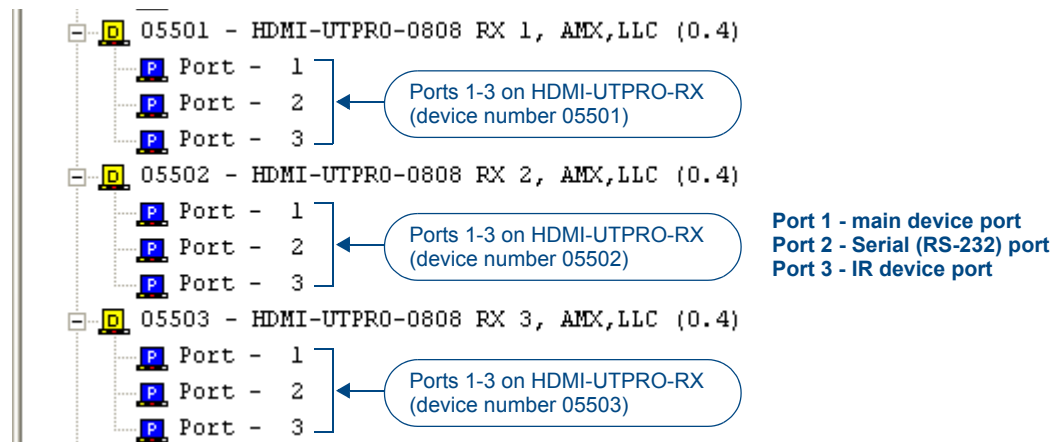 D 05501 - HDMI-UTPRO-0808 RX 1, AMX,LLC (0.4)
P Port - 1
P Port - 2
P Port - 3
Ports 1-3 on HDMI-UTPRO-RX
(device number 05501)
D 05502 - HDMI-UTPRO-0808 RX 2, AMX,LLC (0.4)
P Port - 1
P Port - 2
P Port - 3
Ports 1-3 on HDMI-UTPRO-RX
(device number 05502)
Port 1 - main device port
Port 2 - Serial (RS-232) port
Port 3 - IR device port
D 05503 - HDMI-UTPRO-0808 RX 3, AMX,LLC (0.4)
P Port - 1
P Port - 2
P Port - 3
Ports 1-3 on HDMI-UTPRO-RX
(device number 05503)